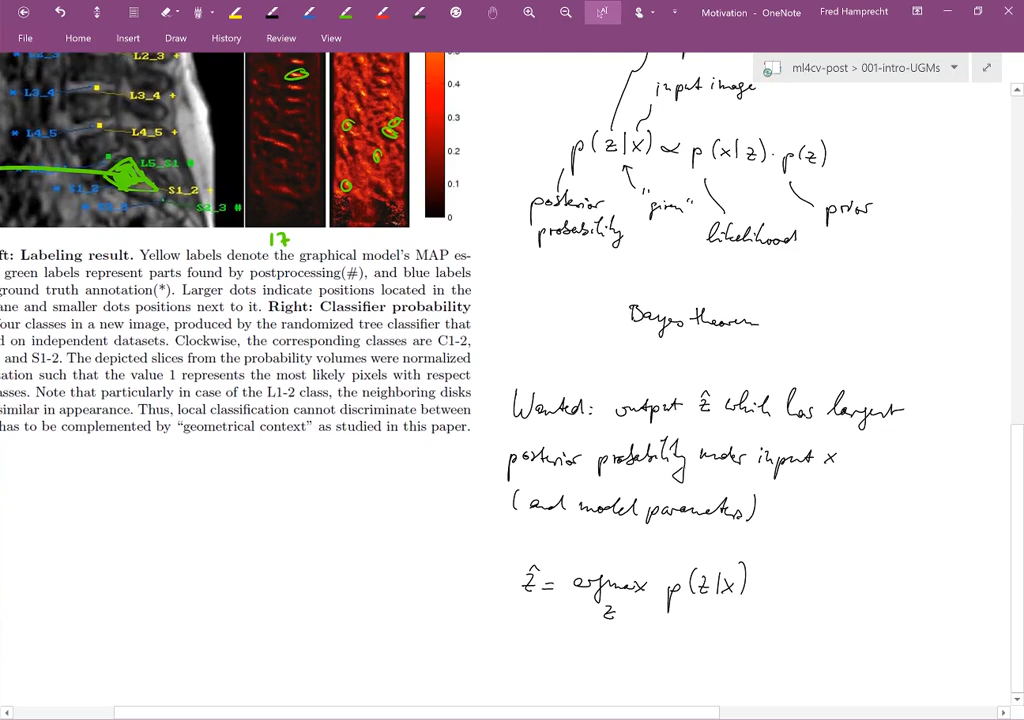 Motivation - OneNote
Fred Hamprecht
File Home Insert Draw History Review View
ml4cv-post > 001-intro-UGMs
L2_3 +
* L3_4
L3_4 +
* L4_5
L4_5 +
L5_S1 #
* S1_2
S1_2 +
S2_3 #
0.4
0.3
0.2
0.1
0
17
ft: Labeling result. Yellow labels denote the graphical model's MAP es-
green labels represent parts found by postprocessing(#), and blue labels
ground truth annotation(*). Larger dots indicate positions located in the
ane and smaller dots positions next to it. Right: Classifier probability
our classes in a new image, produced by the randomized tree classifier that
d on independent datasets. Clockwise, the corresponding classes are C1-2,
and S1-2. The depicted slices from the probability volumes were normalized
ation such that the value 1 represents the most likely pixels with respect
asses. Note that particularly in case of the L1-2 class, the neighboring disks
similar in appearance. Thus, local classification cannot discriminate between
has to be complemented by “geometrical context” as studied in this paper.
input image
p(z|x) ∝ p(x|z) · p(z)
posterior probability
"given"
likelihood
prior
Bayes theorem
Wanted: output ẑ which has largest
posterior probability under input x
(and model parameters)
ẑ = argmax p(z|x)
z